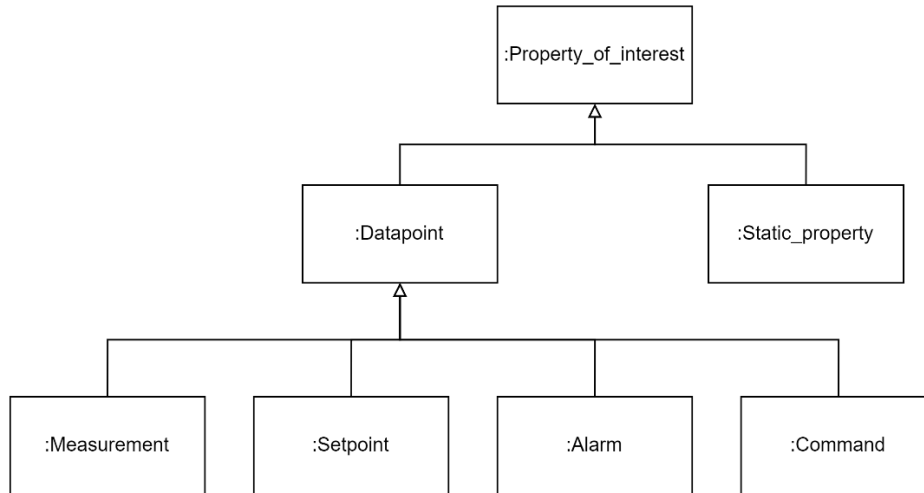 :Property_of_interest
:Datapoint
:Static_property
:Measurement
:Setpoint
:Alarm
:Command